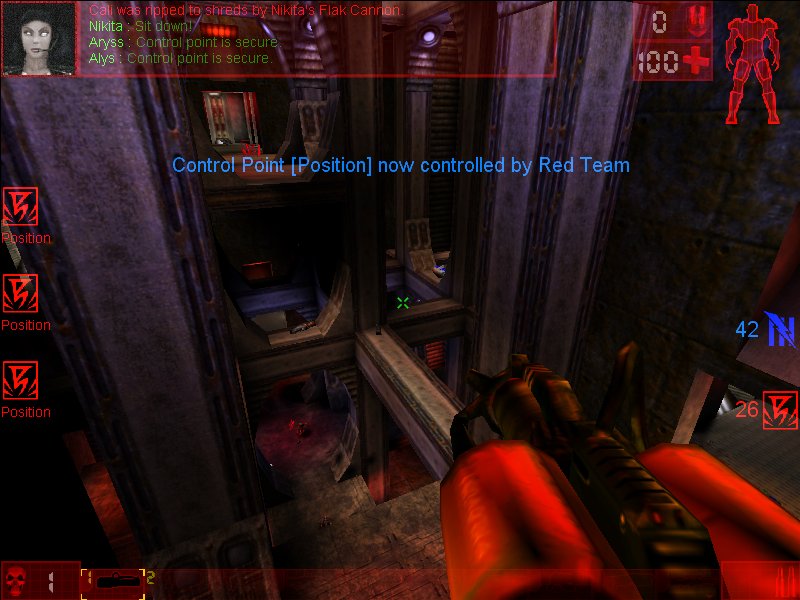 Cali was ripped to shreds by Nikita's Flak Cannon.
Nikita : Sit down!
Aryss : Control point is secure.
Alys : Control point is secure.
0
100
Control Point [Position] now controlled by Red Team
Position
Position
Position
42
26
1
1 2